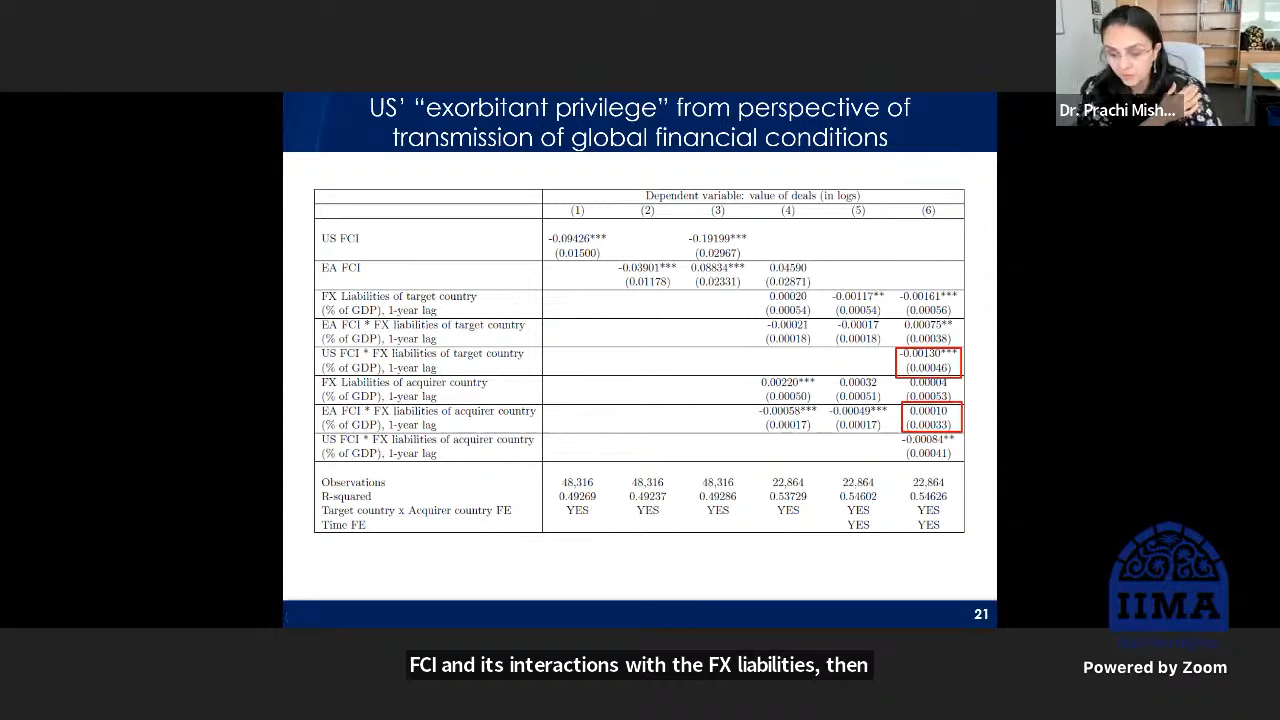 Dr. Prachi Mish...
US’ “exorbitant privilege” from perspective of
transmission of global financial conditions
Dependent variable: value of deals (in logs)
(1) (2) (3) (4) (5) (6)
US FCI -0.09426*** -0.19199***
(0.01500) (0.02967)
EA FCI -0.03901*** 0.08834*** 0.04590
(0.01178) (0.02331) (0.02871)
FX Liabilities of target country 0.00020 -0.00117** -0.00161***
(% of GDP), 1-year lag (0.00054) (0.00054) (0.00056)
EA FCI * FX liabilities of target country -0.00021 -0.00017 0.00075**
(% of GDP), 1-year lag (0.00018) (0.00018) (0.00038)
US FCI * FX liabilities of target country -0.00130***
(% of GDP), 1-year lag (0.00046)
FX Liabilities of acquirer country 0.00220*** 0.00032 0.00004
(% of GDP), 1-year lag (0.00050) (0.00051) (0.00053)
EA FCI * FX liabilities of acquirer country -0.00058*** -0.00049*** 0.00010
(% of GDP), 1-year lag (0.00017) (0.00017) (0.00033)
US FCI * FX liabilities of acquirer country -0.00084**
(% of GDP), 1-year lag (0.00041)
Observations 48,316 48,316 48,316 22,864 22,864 22,864
R-squared 0.49269 0.49237 0.49286 0.53729 0.54602 0.54626
Target country x Acquirer country FE YES YES YES YES YES YES
Time FE YES YES
21
IIMA
FCI and its interactions with the FX liabilities, then
Powered by Zoom